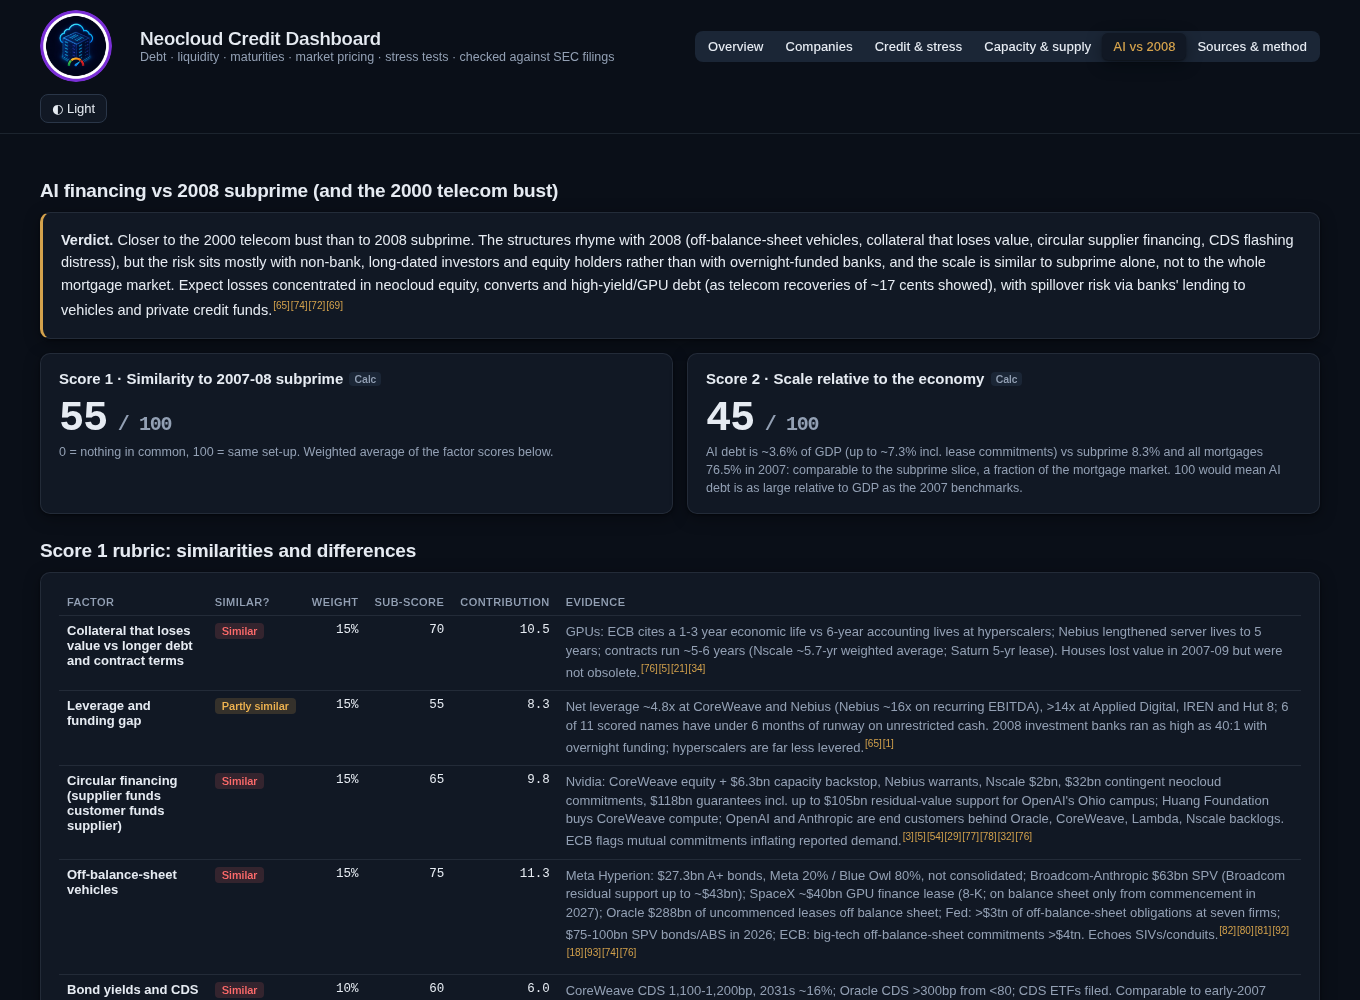 Neocloud Credit Dashboard
Debt · liquidity · maturities · market pricing · stress tests · checked against SEC filings
Overview Companies Credit & stress Capacity & supply AI vs 2008 Sources & method
◐ Light
AI financing vs 2008 subprime (and the 2000 telecom bust)
Verdict. Closer to the 2000 telecom bust than to 2008 subprime. The structures rhyme with 2008 (off-balance-sheet vehicles, collateral that loses value, circular supplier financing, CDS flashing
distress), but the risk sits mostly with non-bank, long-dated investors and equity holders rather than with overnight-funded banks, and the scale is similar to subprime alone, not to the whole
mortgage market. Expect losses concentrated in neocloud equity, converts and high-yield/GPU debt (as telecom recoveries of ~17 cents showed), with spillover risk via banks' lending to
vehicles and private credit funds.[65][74][72][69]
Score 1 · Similarity to 2007-08 subprime Calc
55 / 100
0 = nothing in common, 100 = same set-up. Weighted average of the factor scores below.
Score 2 · Scale relative to the economy Calc
45 / 100
AI debt is ~3.6% of GDP (up to ~7.3% incl. lease commitments) vs subprime 8.3% and all mortgages
76.5% in 2007: comparable to the subprime slice, a fraction of the mortgage market. 100 would mean AI
debt is as large relative to GDP as the 2007 benchmarks.
Score 1 rubric: similarities and differences
FACTOR SIMILAR? WEIGHT SUB-SCORE CONTRIBUTION EVIDENCE
Collateral that loses
value vs longer debt
and contract terms
Similar 15% 70 10.5
GPUs: ECB cites a 1-3 year economic life vs 6-year accounting lives at hyperscalers; Nebius lengthened server lives to 5
years; contracts run ~5-6 years (Nscale ~5.7-yr weighted average; Saturn 5-yr lease). Houses lost value in 2007-09 but were
not obsolete.[76][5][21][34]
Leverage and
funding gap
Partly similar 15% 55 8.3
Net leverage ~4.8x at CoreWeave and Nebius (Nebius ~16x on recurring EBITDA), >14x at Applied Digital, IREN and Hut 8; 6
of 11 scored names have under 6 months of runway on unrestricted cash. 2008 investment banks ran as high as 40:1 with
overnight funding; hyperscalers are far less levered.[65][1]
Circular financing
(supplier funds
customer funds
supplier)
Similar 15% 65 9.8
Nvidia: CoreWeave equity + $6.3bn capacity backstop, Nebius warrants, Nscale $2bn, $32bn contingent neocloud
commitments, $118bn guarantees incl. up to $105bn residual-value support for OpenAI's Ohio campus; Huang Foundation
buys CoreWeave compute; OpenAI and Anthropic are end customers behind Oracle, CoreWeave, Lambda, Nscale backlogs.
ECB flags mutual commitments inflating reported demand.[3][5][54][29][77][78][32][76]
Off-balance-sheet
vehicles
Similar 15% 75 11.3
Meta Hyperion: $27.3bn A+ bonds, Meta 20% / Blue Owl 80%, not consolidated; Broadcom-Anthropic $63bn SPV (Broadcom
residual support up to ~$43bn); SpaceX ~$40bn GPU finance lease (8-K; on balance sheet only from commencement in
2027); Oracle $288bn of uncommenced leases off balance sheet; Fed: >$3tn of off-balance-sheet obligations at seven firms;
$75-100bn SPV bonds/ABS in 2026; ECB: big-tech off-balance-sheet commitments >$4tn. Echoes SIVs/conduits.[82][80][81][92]
[18][93][74][76]
Bond yields and CDS
Similar 10% 60 6.0
CoreWeave CDS 1,100-1,200bp, 2031s ~16%; Oracle CDS >300bp from <80; CDS ETFs filed. Comparable to early-2007